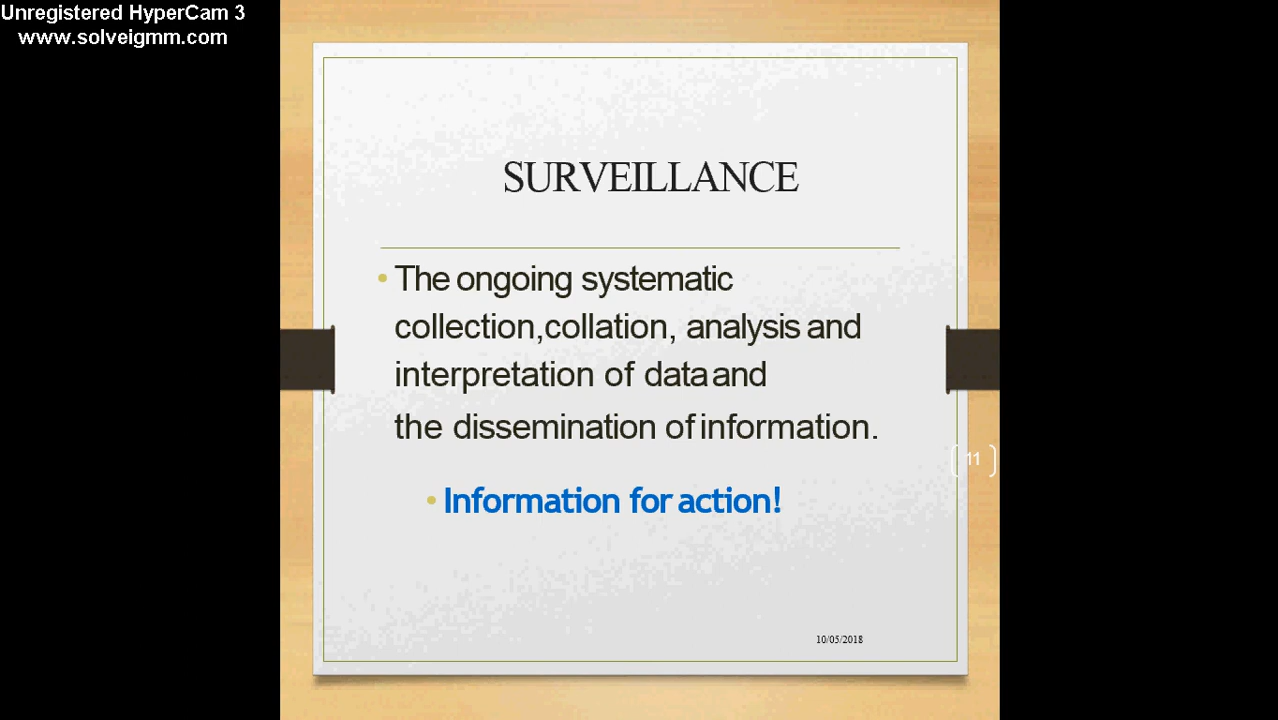 Unregistered HyperCam 3
www.solveigmm.com
SURVEILLANCE
• The ongoing systematic
collection,collation, analysis and
interpretation of data and
the dissemination of information.
11
• Information for action!
10/05/2018